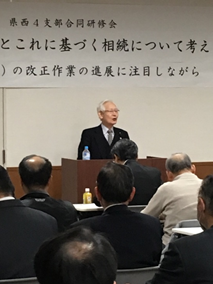 県西4支部合同研修会
とこれに基づく相続について考え
)の改正作業の進展に注目しながら